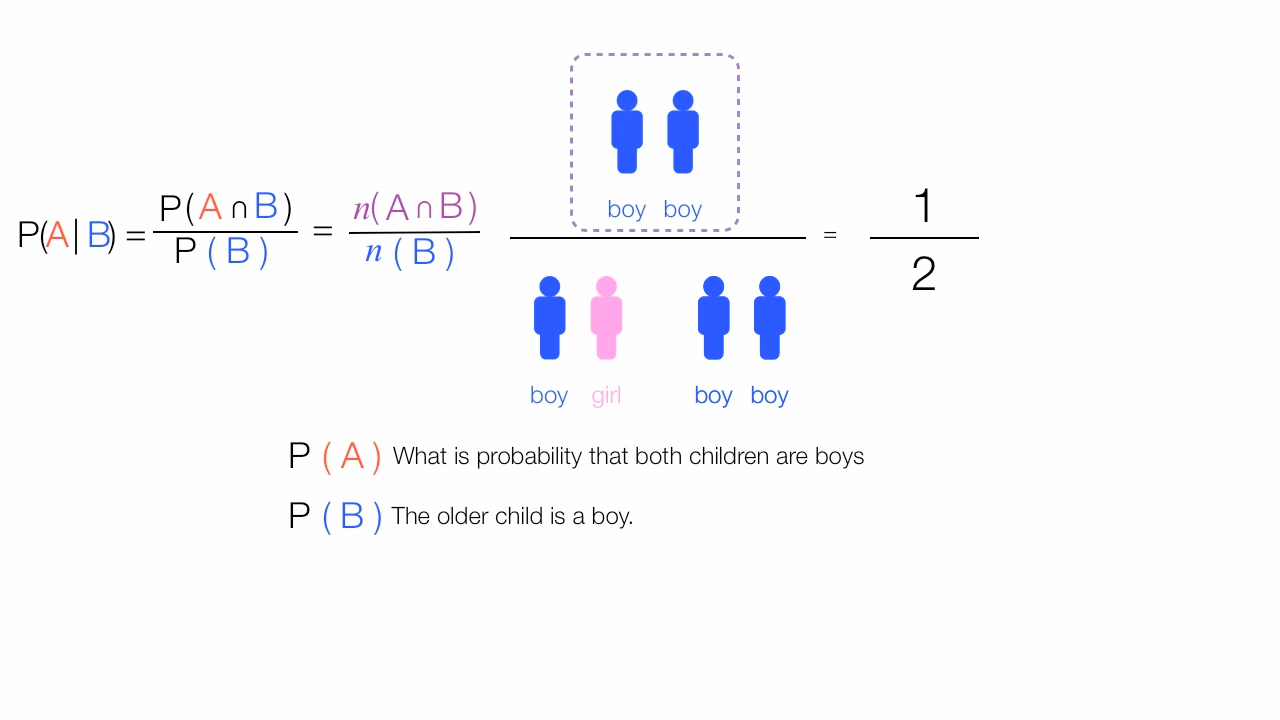 P(A| B) = P(A ∩ B) / P(B) = n(A ∩ B) / n(B)
boy boy
= 1 / 2
boy girl boy boy
P(A) What is probability that both children are boys
P(B) The older child is a boy.